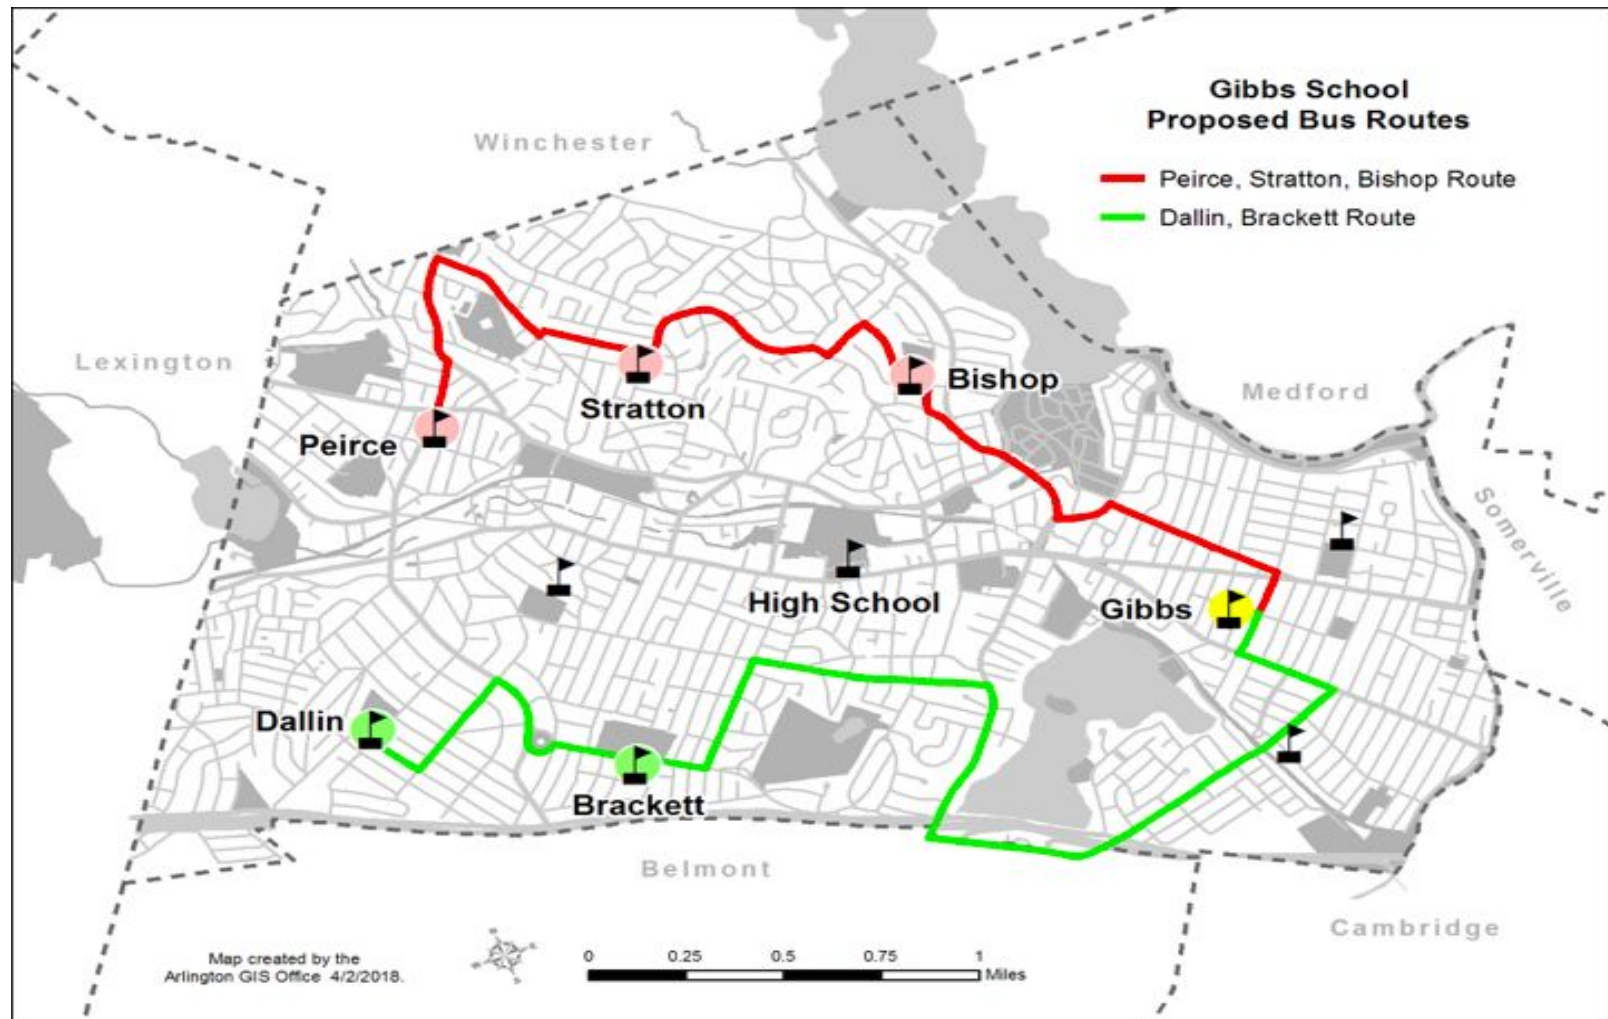 Gibbs School
Proposed Bus Routes
Peirce, Stratton, Bishop Route
Dallin, Brackett Route
Winchester
Lexington
Medford
Somerville
Bishop
Stratton
Peirce
High School
Gibbs
Dallin
Brackett
Belmont
Cambridge
Map created by the
Arlington GIS Office 4/2/2018.
0 0.25 0.5 0.75 1
Miles